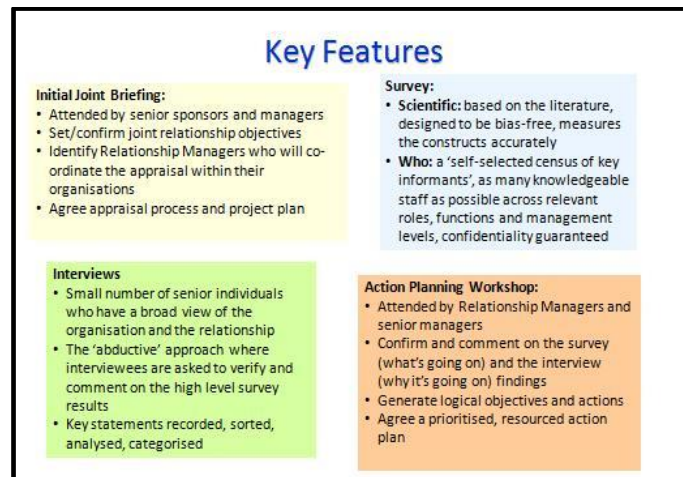 Key Features
Initial Joint Briefing:
• Attended by senior sponsors and managers
• Set/confirm joint relationship objectives
• Identify Relationship Managers who will co-
ordinate the appraisal within their
organisations
• Agree appraisal process and project plan
Survey:
• Scientific: based on the literature,
designed to be bias-free, measures
the constructs accurately
• Who: a ‘self-selected census of key
informants’, as many knowledgeable
staff as possible across relevant
roles, functions and management
levels, confidentiality guaranteed
Interviews
• Small number of senior individuals
who have a broad view of the
organisation and the relationship
• The ‘abductive’ approach where
interviewees are asked to verify and
comment on the high level survey
results
• Key statements recorded, sorted,
analysed, categorised
Action Planning Workshop:
• Attended by Relationship Managers and
senior managers
• Confirm and comment on the survey
(what’s going on) and the interview
(why it’s going on) findings
• Generate logical objectives and actions
• Agree a prioritised, resourced action
plan